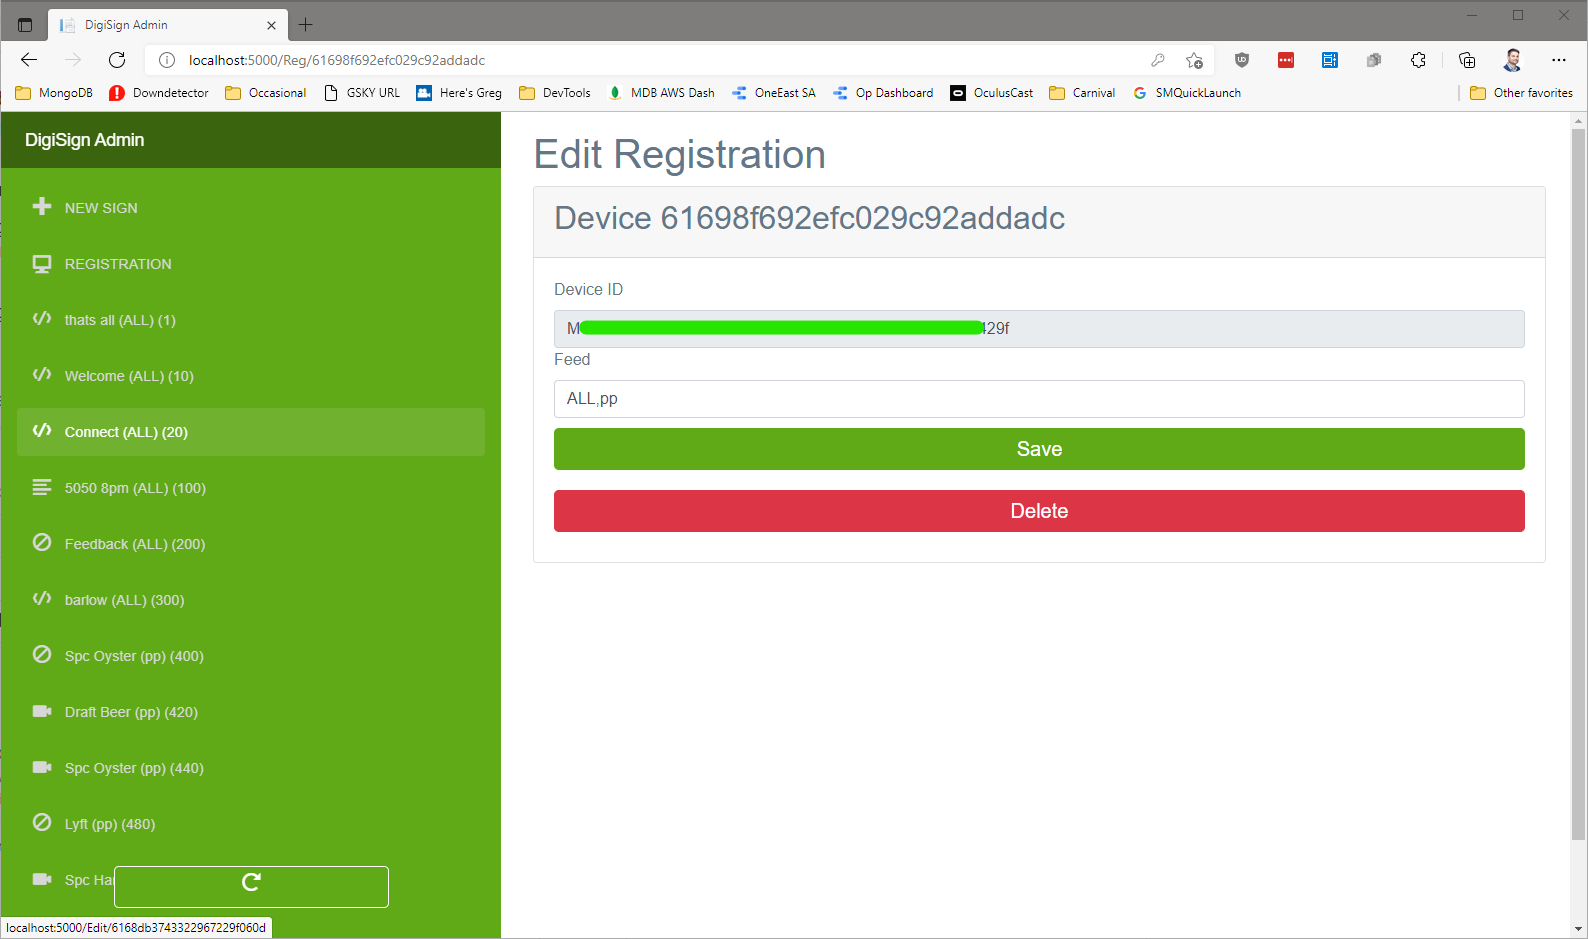 DigiSign Admin
localhost:5000/Reg/61698f692efc029c92addadc
MongoDB Downdetector Occasional GSKY URL Here's Greg DevTools MDB AWS Dash OneEast SA Op Dashboard OculusCast Carnival SMQuickLaunch Other favorites
DigiSign Admin
NEW SIGN
REGISTRATION
thats all (ALL) (1)
Welcome (ALL) (10)
Connect (ALL) (20)
5050 8pm (ALL) (100)
Feedback (ALL) (200)
barlow (ALL) (300)
Spc Oyster (pp) (400)
Draft Beer (pp) (420)
Spc Oyster (pp) (440)
Lyft (pp) (480)
Spc
localhost:5000/Edit/6168db3743322967229f060d
Edit Registration
Device 61698f692efc029c92addadc
Device ID
M 429f
Feed
ALL,pp
Save
Delete